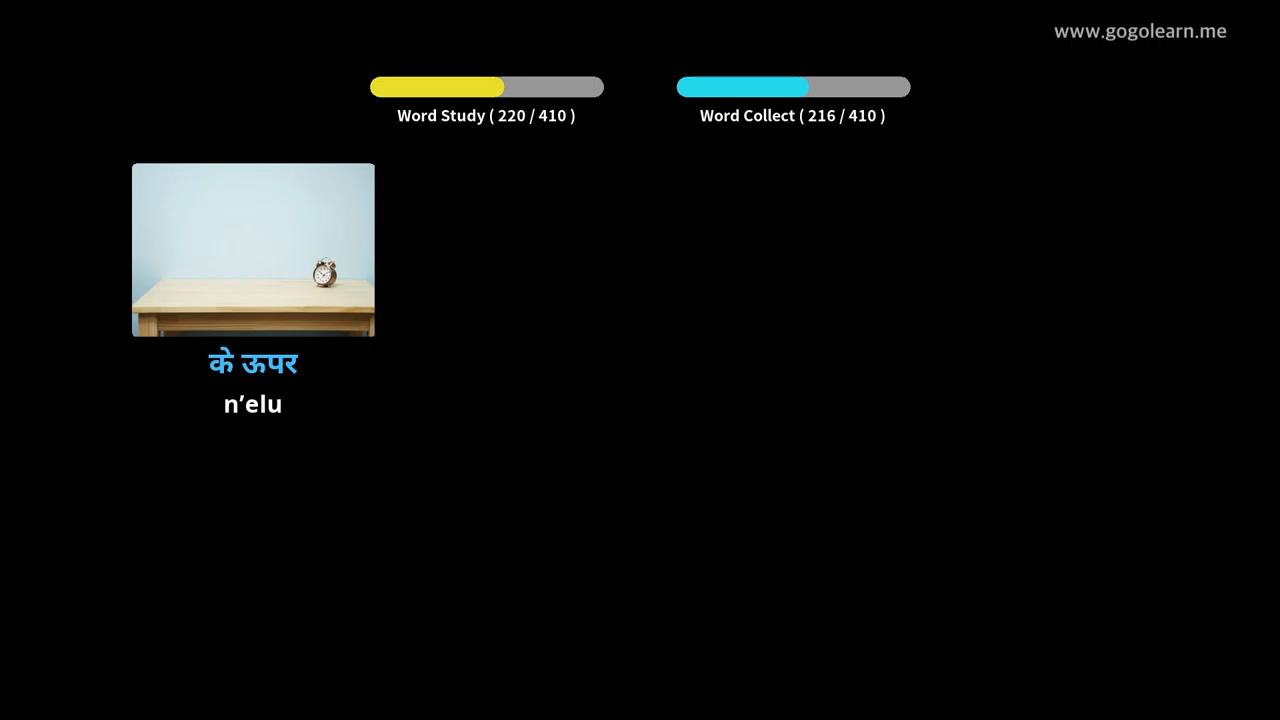 www.gogolearn.me
Word Study ( 220 / 410 )
Word Collect ( 216 / 410 )
के ऊपर
n’elu